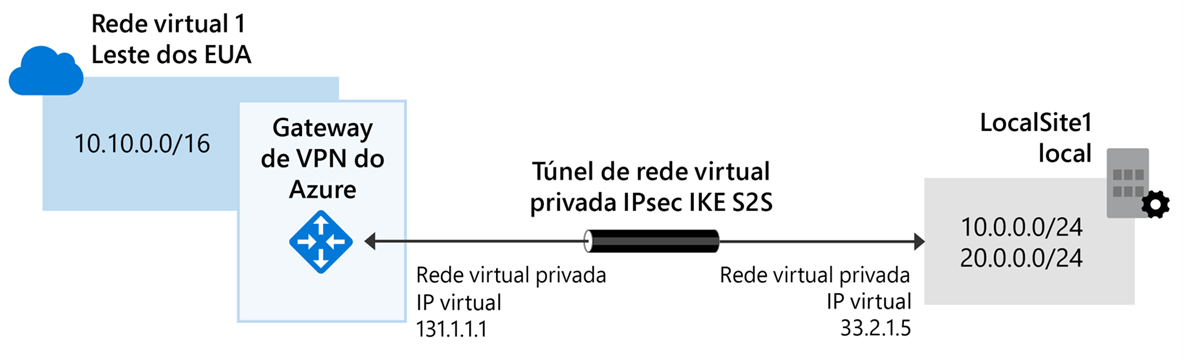 Rede virtual 1
Leste dos EUA
10.10.0.0/16
Gateway
de VPN do
Azure
Túnel de rede virtual
privada IPsec IKE S2S
Rede virtual privada
IP virtual
131.1.1.1
Rede virtual privada
IP virtual
33.2.1.5
LocalSite1
local
10.0.0.0/24
20.0.0.0/24